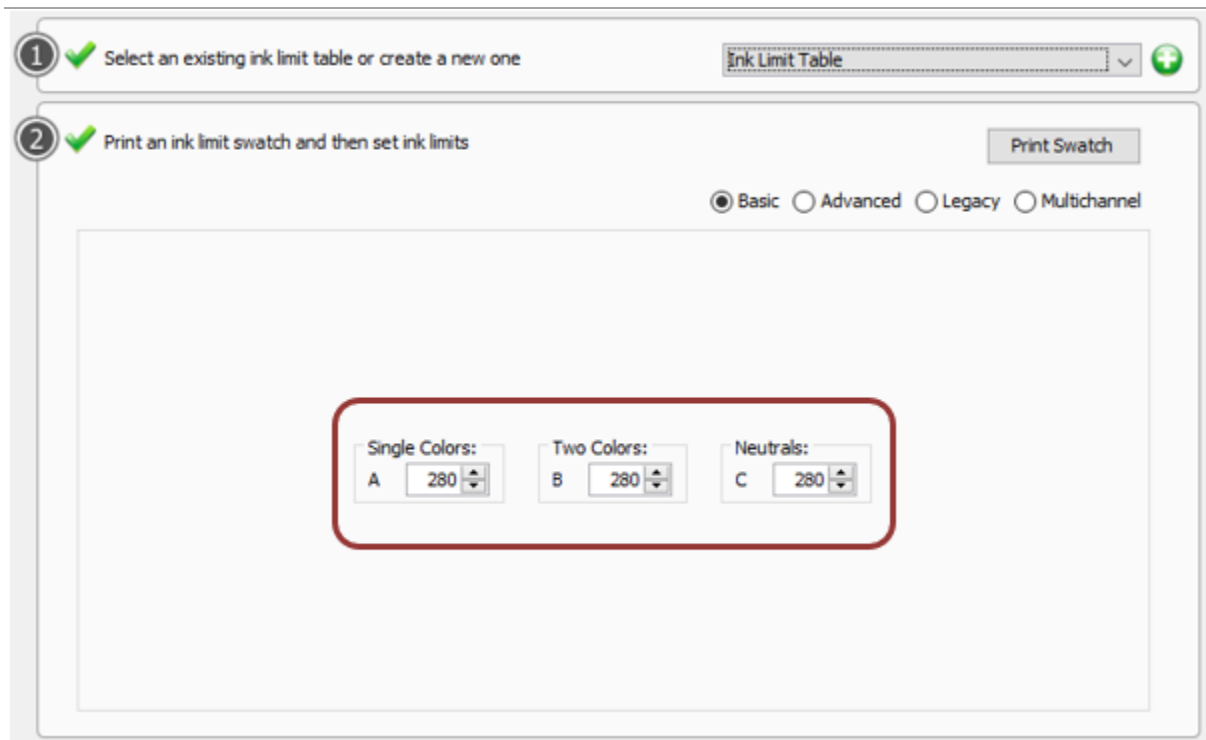 1 Select an existing ink limit table or create a new one Ink Limit Table
2 Print an ink limit swatch and then set ink limits Print Swatch
Basic Advanced Legacy Multichannel
Single Colors: Two Colors: Neutrals:
A 280 B 280 C 280